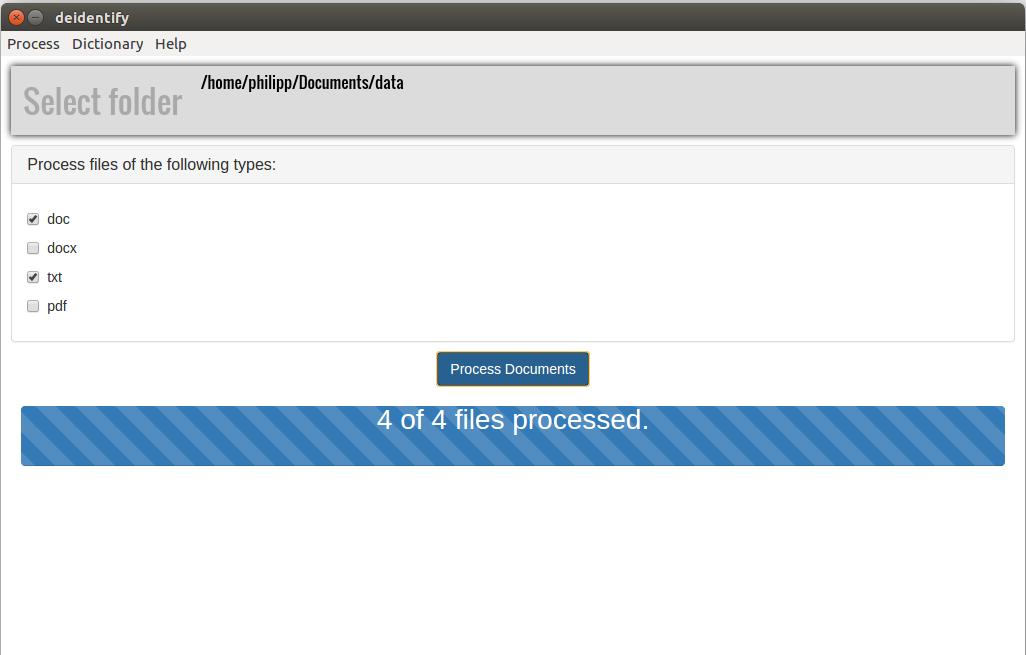 deidentify
Process Dictionary Help
Select folder /home/philipp/Documents/data
Process files of the following types:
doc
docx
txt
pdf
Process Documents
4 of 4 files processed.